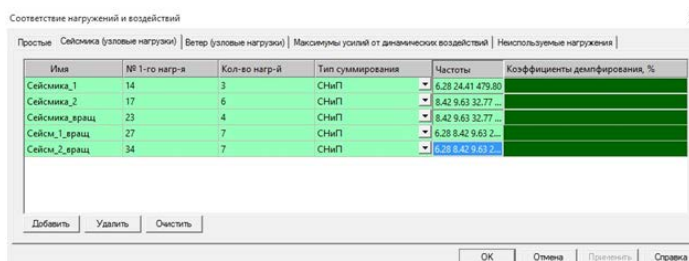 Соответствие нагружений и воздействий
Простые Сейсмика (узловые нагрузки) Ветер (узловые нагрузки) Максимумы усилий от динамических воздействий Неиспользуемые нагружения
Имя № 1-го нагр-я Кол-во нагр-й Тип суммирования Частоты Коэффициенты демпфирования, %
Сейсмика_1 14 3 СНиП 6.28 24.41 479.80
Сейсмика_2 17 6 СНиП 8.42 9.63 32.77 ...
Сейсмика_вращ 23 4 СНиП 8.42 9.63 32.77 ...
Сейсм_1_вращ 27 7 СНиП 6.28 8.42 9.63 2...
Сейсм_2_вращ 34 7 СНиП 6.28 8.42 9.63 2...
Добавить Удалить Очистить
OK Отмена Применить Справка